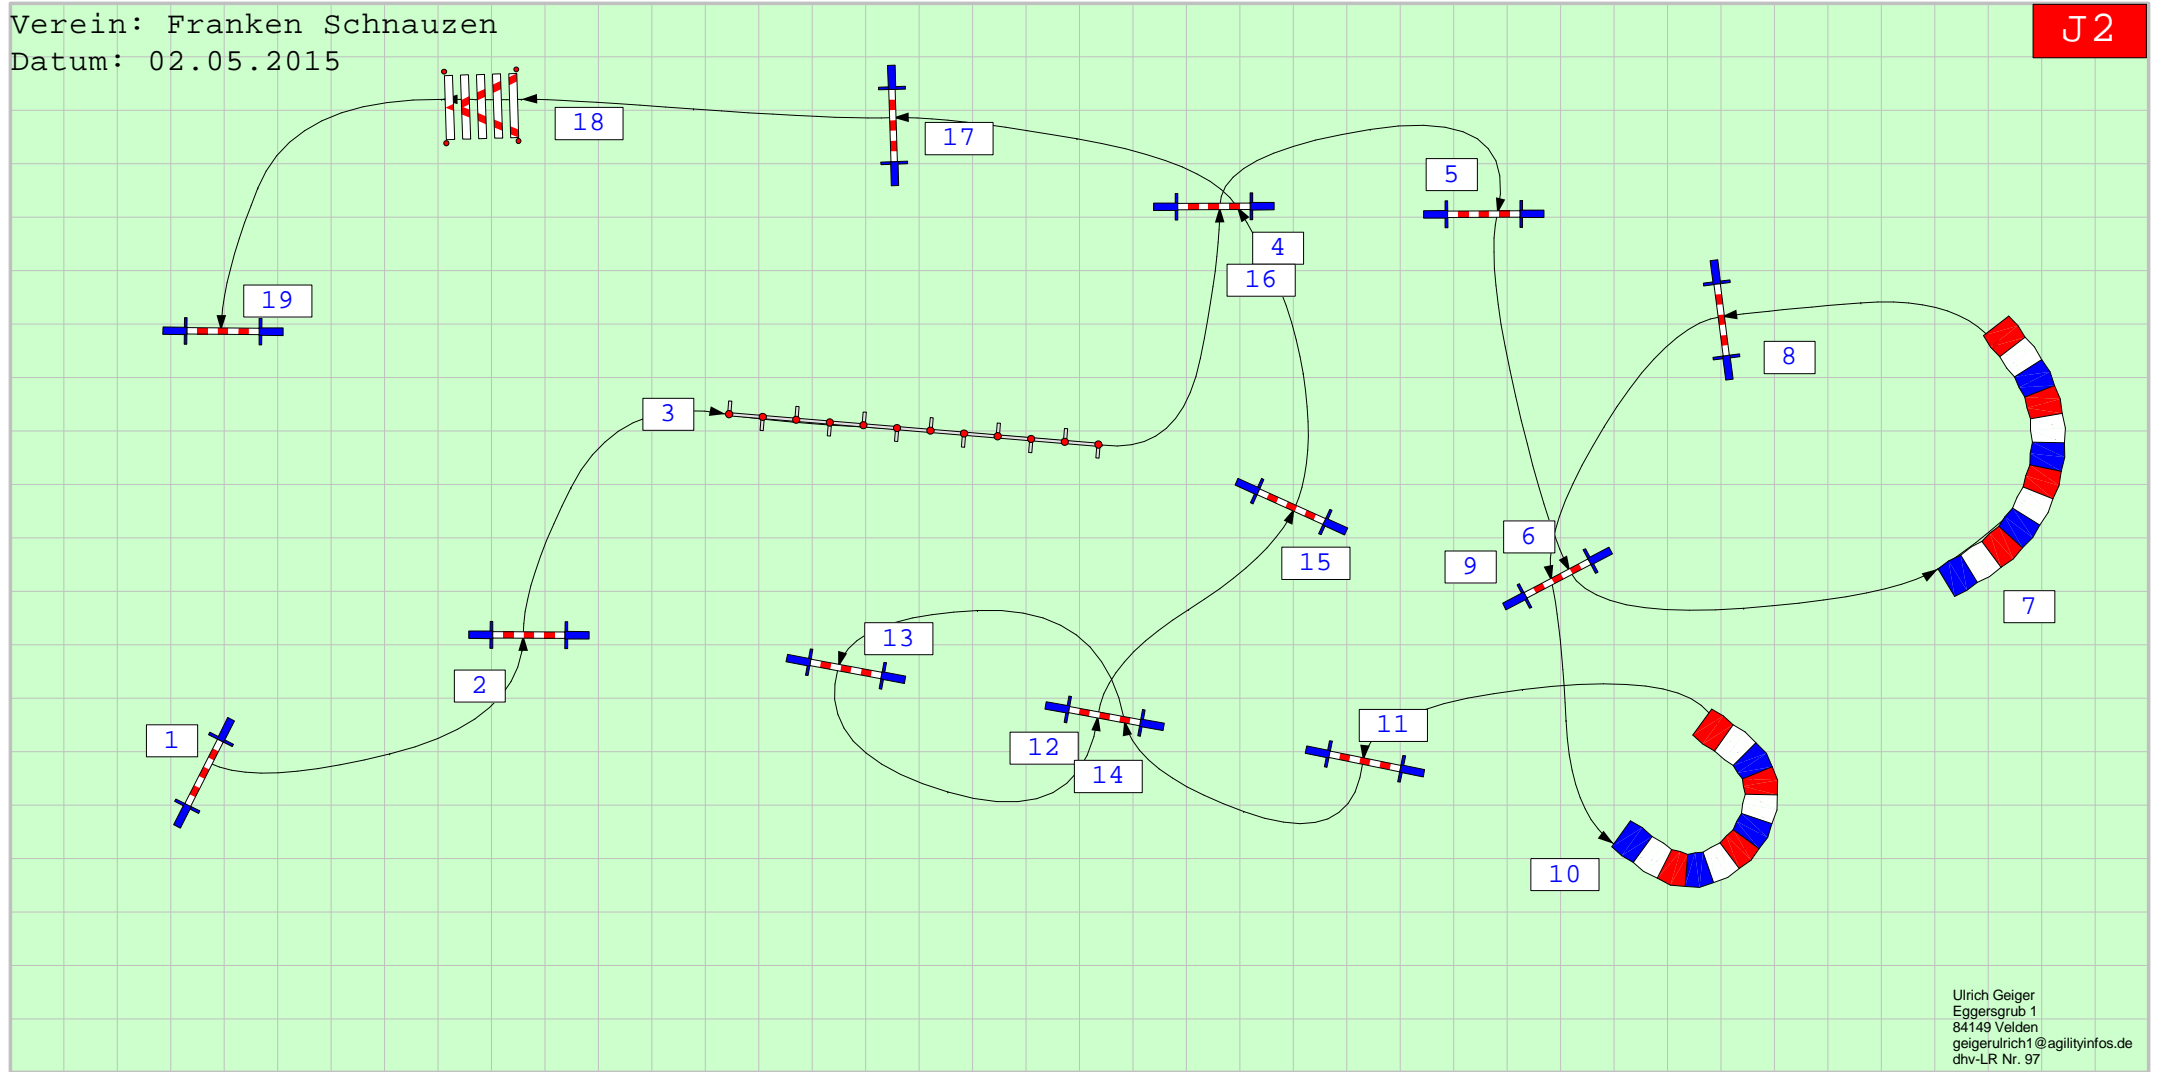 Verein: Franken Schnauzen
Datum: 02.05.2015
J2
18
17
5
4
16
19
8
3
6
9
15
7
13
2
1
11
12
14
10
Ulrich Geiger
Eggersgrub 1
84149 Velden
geigerulrich1@agilityinfos.de
dhv-LR Nr. 97